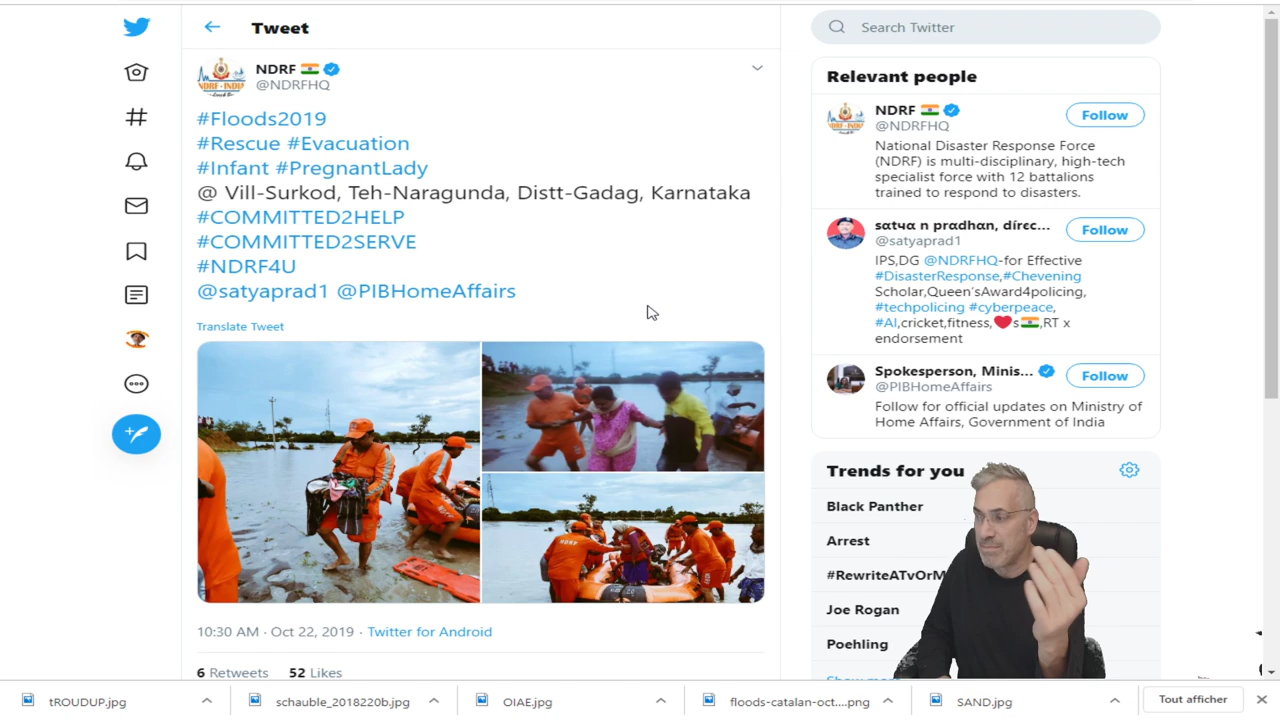 Tweet
Search Twitter
NDRF
@NDRFHQ
#Floods2019
#Rescue #Evacuation
#Infant #PregnantLady
@ Vill-Surkod, Teh-Naragunda, Distt-Gadag, Karnataka
#COMMITTED2HELP
#COMMITTED2SERVE
#NDRF4U
@satyaprad1 @PIBHomeAffairs
Translate Tweet
10:30 AM · Oct 22, 2019 · Twitter for Android
6 Retweets 52 Likes
Relevant people
NDRF
@NDRFHQ
Follow
National Disaster Response Force
(NDRF) is multi-disciplinary, high-tech
specialist force with 12 battalions
trained to respond to disasters.
sαtчα n prαdhαn, dírєc...
@satyaprad1
Follow
IPS,DG @NDRFHQ-for Effective
#DisasterResponse,#Chevening
Scholar,Queen'sAward4policing,
#techpolicing #cyberpeace,
#AI,cricket,fitness,❤️s🇮🇳,RT x
endorsement
Spokesperson, Minis...
@PIBHomeAffairs
Follow
Follow for official updates on Ministry of
Home Affairs, Government of India
Trends for you
Black Panther
Arrest
#RewriteATvOrM
Joe Rogan
Poehling
tROUDUP.jpg
schauble_2018220b.jpg
OIAE.jpg
floods-catalan-oct....png
SAND.jpg
Tout afficher